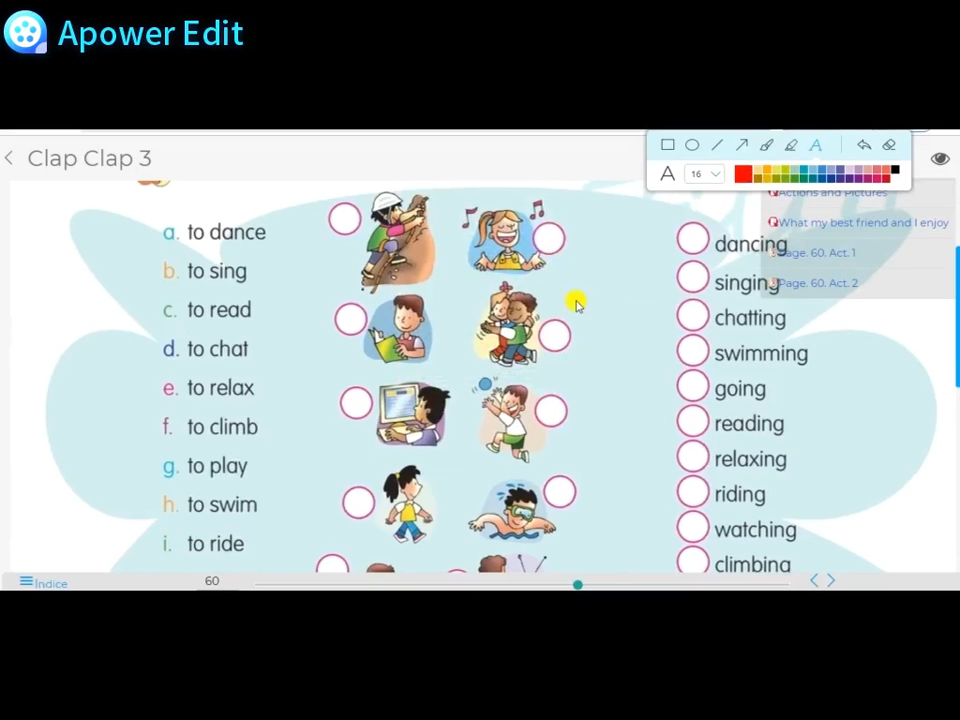 Apower Edit
Clap Clap 3
A 16
Actions and Pictures
What my best friend and I enjoy
Page. 60. Act. 1
Page. 60. Act. 2
a. to dance
b. to sing
c. to read
d. to chat
e. to relax
f. to climb
g. to play
h. to swim
i. to ride
dancing
singing
chatting
swimming
going
reading
relaxing
riding
watching
climbing
Índice
60